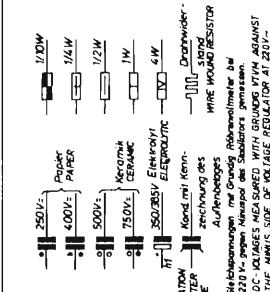 1/10W
1/4W
1/2W
1W
4W
Drahtwider-
stand
WIRE WOUND RESISTOR
250V=
400V=
Papier
PAPER
500V=
750V=
Keramik
CERAMIC
350/385V
Elektrolyt
ELECTROLYTIC
Kond. mit Kenn-
zeichnung des
Außenbelages
Gleichspannungen mit Grundig Röhrenvoltmeter bei
220 V~ gegen Minuspol des Stabilisators gemessen.
DC-VOLTAGES MEASURED WITH GRUNDIG VTVM AGAINST
MINUS SIDE OF VOLTAGE REGULATOR AT 220V~